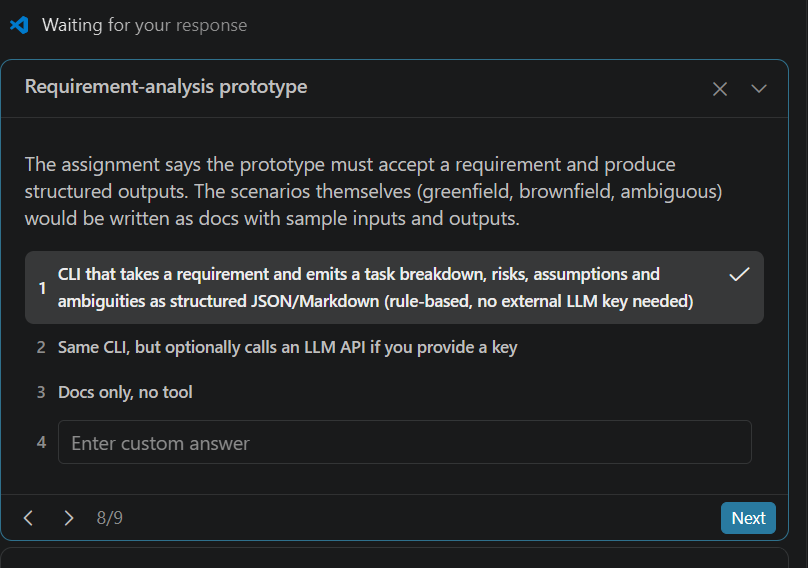 Waiting for your response
Requirement-analysis prototype
The assignment says the prototype must accept a requirement and produce
structured outputs. The scenarios themselves (greenfield, brownfield, ambiguous)
would be written as docs with sample inputs and outputs.
1 CLI that takes a requirement and emits a task breakdown, risks, assumptions and
ambiguities as structured JSON/Markdown (rule-based, no external LLM key needed)
2 Same CLI, but optionally calls an LLM API if you provide a key
3 Docs only, no tool
4 Enter custom answer
8/9 Next